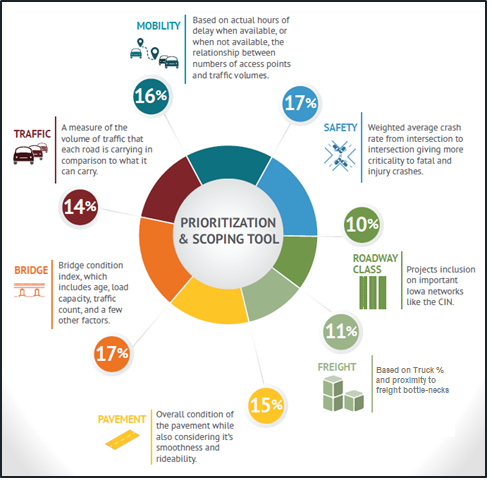 MOBILITY
Based on actual hours of
delay when available, or
when not available, the
relationship between
numbers of access points
and traffic volumes.
16%
17%
SAFETY
Weighted average crash
rate from intersection to
intersection giving more
criticality to fatal and
injury crashes.
TRAFFIC
A measure of the
volume of traffic that
each road is carrying in
comparison to what it
can carry.
14%
PRIORITIZATION
& SCOPING TOOL
10%
ROADWAY
CLASS
Projects inclusion
on important
Iowa networks
like the CIN.
BRIDGE
Bridge condition
index, which
includes age, load
capacity, traffic
count, and a few
other factors.
17%
11%
FREIGHT
Based on Truck %
and proximity to
freight bottle-necks
15%
PAVEMENT
Overall condition of
the pavement while
also considering it's
smoothness and
rideability.